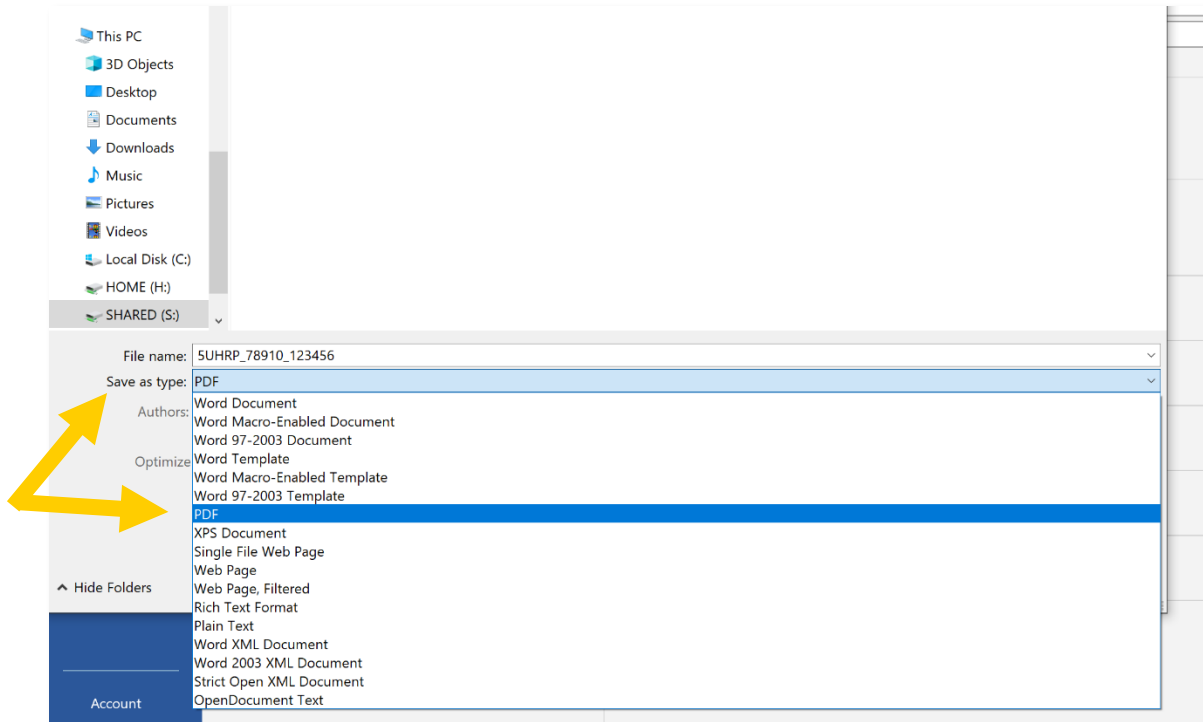 This PC
3D Objects
Desktop
Documents
Downloads
Music
Pictures
Videos
Local Disk (C:)
HOME (H:)
SHARED (S:)
File name: 5UHRP_78910_123456
Save as type: PDF
Authors:
Word Document
Word Macro-Enabled Document
Word 97-2003 Document
Optimize
Word Template
Word Macro-Enabled Template
Word 97-2003 Template
PDF
XPS Document
Single File Web Page
Web Page
Web Page, Filtered
Hide Folders
Rich Text Format
Plain Text
Word XML Document
Word 2003 XML Document
Strict Open XML Document
OpenDocument Text
Account